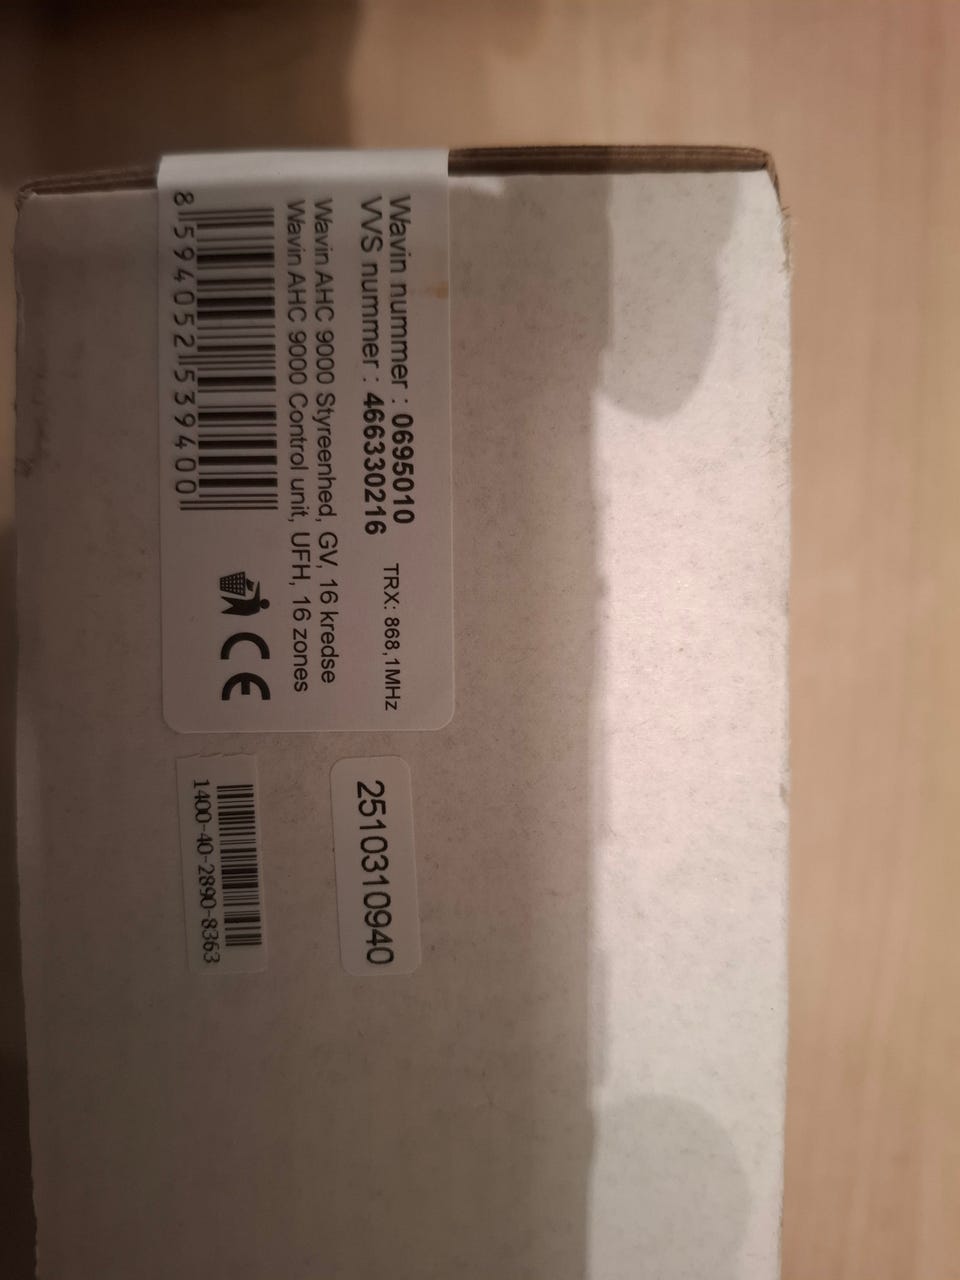 Wavin nummer : 0695010 TRX: 868,1MHz
VVS nummer : 466330216
Wavin AHC 9000 Styreenhed, GV, 16 kredse
Wavin AHC 9000 Control unit, UFH, 16 zones
8 594052 539400
CE
2510310940
1400-40-2890-8363